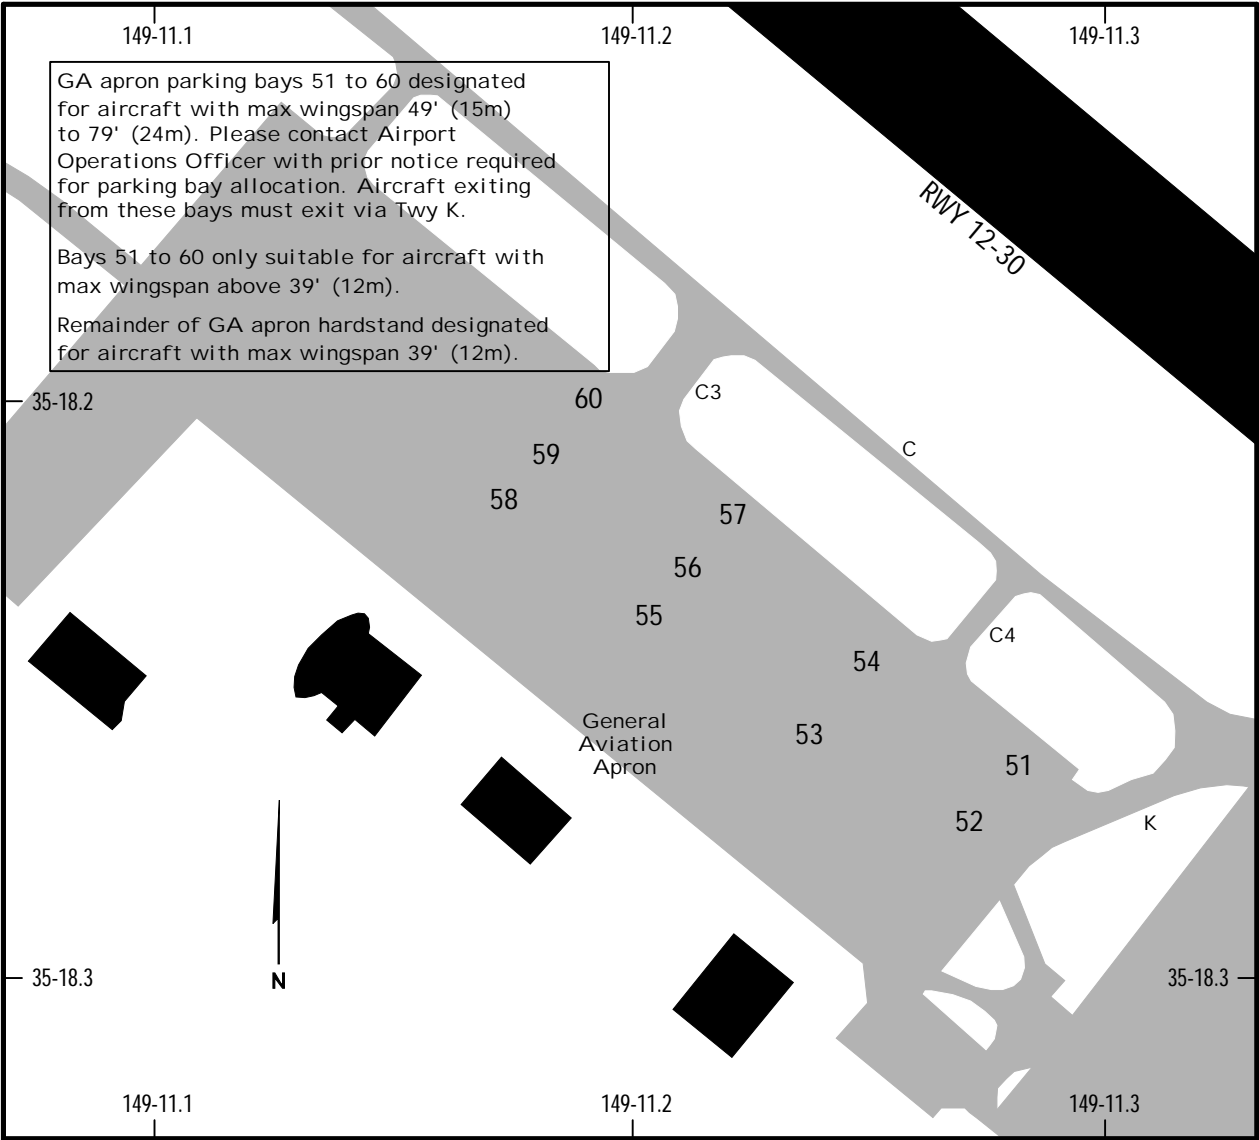 149-11.1
149-11.2
149-11.3
GA apron parking bays 51 to 60 designated
for aircraft with max wingspan 49' (15m)
to 79' (24m). Please contact Airport
Operations Officer with prior notice required
for parking bay allocation. Aircraft exiting
from these bays must exit via Twy K.
Bays 51 to 60 only suitable for aircraft with
max wingspan above 39' (12m).
Remainder of GA apron hardstand designated
for aircraft with max wingspan 39' (12m).
RWY 12-30
35-18.2
60
C3
C
59
58
57
56
55
C4
54
General
Aviation
Apron
53
51
52
K
35-18.3
N
35-18.3
149-11.1
149-11.2
149-11.3